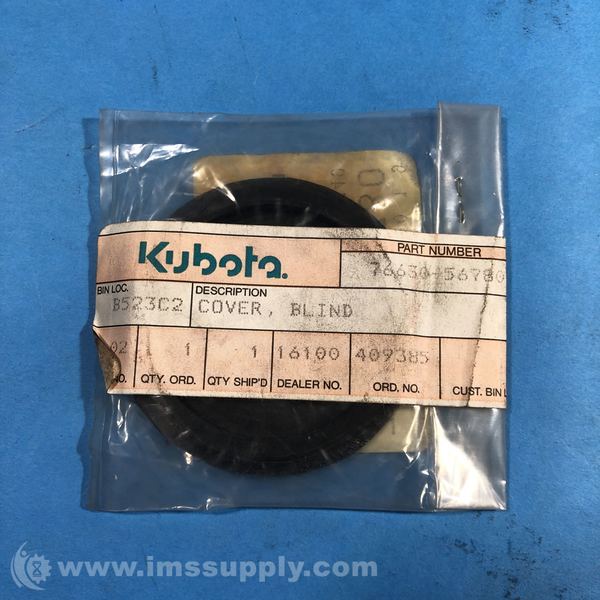 Kubota.
PART NUMBER
76630-56780
BIN LOC.
DESCRIPTION
B523C2 COVER, BLIND
02 1 1 16100 409385
QTY. ORD. QTY SHIP'D DEALER NO. ORD. NO. CUST. BIN L
www.imssupply.com